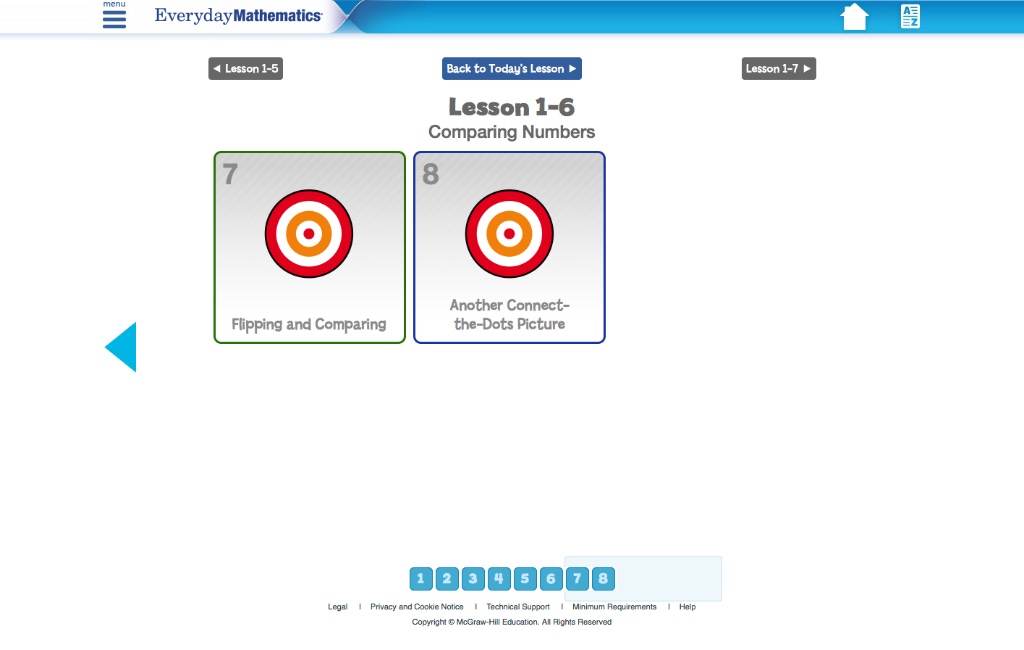 menu
EverydayMathematics
A
Z
◄ Lesson 1-5
Back to Today's Lesson ►
Lesson 1-7 ►
Lesson 1-6
Comparing Numbers
7
Flipping and Comparing
8
Another Connect-
the-Dots Picture
1 2 3 4 5 6 7 8
Legal | Privacy and Cookie Notice | Technical Support | Minimum Requirements | Help
Copyright © McGraw-Hill Education. All Rights Reserved